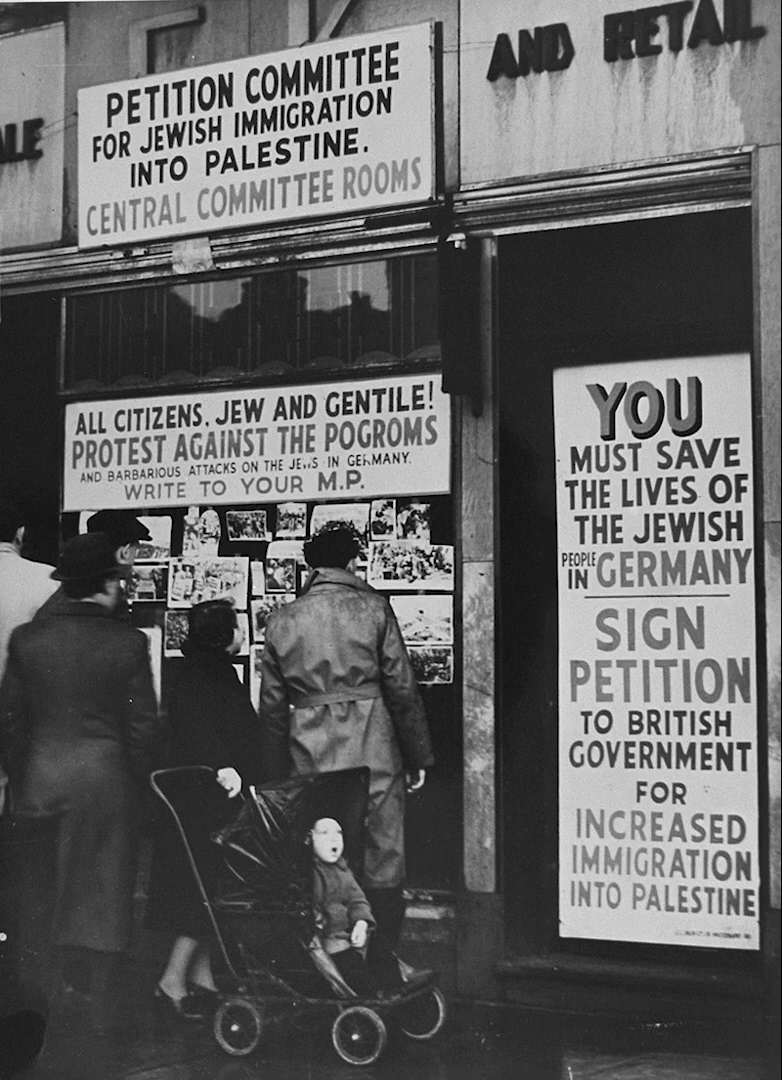 ALE
AND RETAIL
PETITION COMMITTEE
FOR JEWISH IMMIGRATION
INTO PALESTINE.
CENTRAL COMMITTEE ROOMS
ALL CITIZENS, JEW AND GENTILE!
PROTEST AGAINST THE POGROMS
AND BARBARIOUS ATTACKS ON THE JEWS IN GERMANY.
WRITE TO YOUR M.P.
YOU
MUST SAVE
THE LIVES OF
THE JEWISH
PEOPLE
IN GERMANY
SIGN
PETITION
TO BRITISH
GOVERNMENT
FOR
INCREASED
IMMIGRATION
INTO PALESTINE